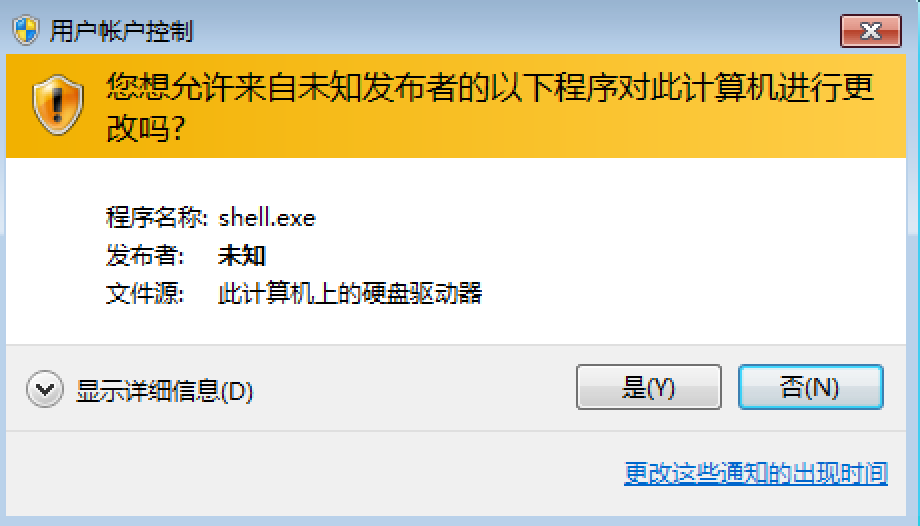 用户帐户控制
您想允许来自未知发布者的以下程序对此计算机进行更
改吗?
程序名称: shell.exe
发布者: 未知
文件源: 此计算机上的硬盘驱动器
显示详细信息(D) 是(Y) 否(N)
更改这些通知的出现时间